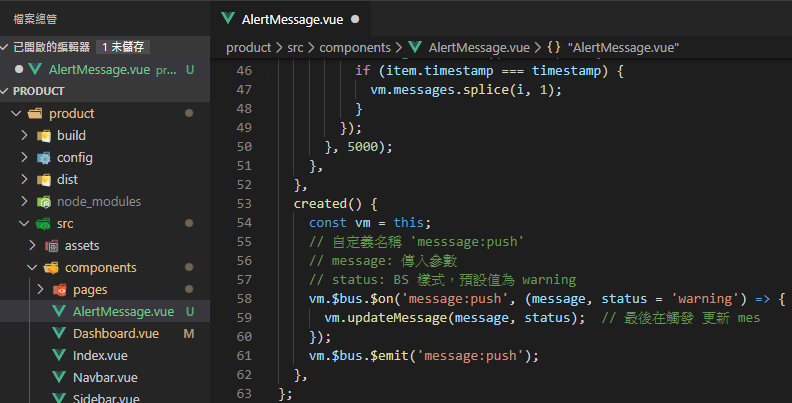 檔案總管
已開啟的編輯器 1 未儲存
AlertMessage.vue pr... U
PRODUCT
product
build
config
dist
node_modules
src
assets
components
pages
AlertMessage.vue U
Dashboard.vue M
Index.vue
Navbar.vue
Sidebar.vue
AlertMessage.vue
product > src > components > AlertMessage.vue > {} "AlertMessage.vue"
46 if (item.timestamp === timestamp) {
47 vm.messages.splice(i, 1);
48 }
49 });
50 }, 5000);
51 },
52 },
53 created() {
54 const vm = this;
55 // 自定義名稱 'messsage:push'
56 // message: 傳入參數
57 // status: BS 樣式，預設值為 warning
58 vm.$bus.$on('message:push', (message, status = 'warning') => {
59 vm.updateMessage(message, status); // 最後在觸發 更新 mes
60 });
61 vm.$bus.$emit('message:push');
62 },
63 };